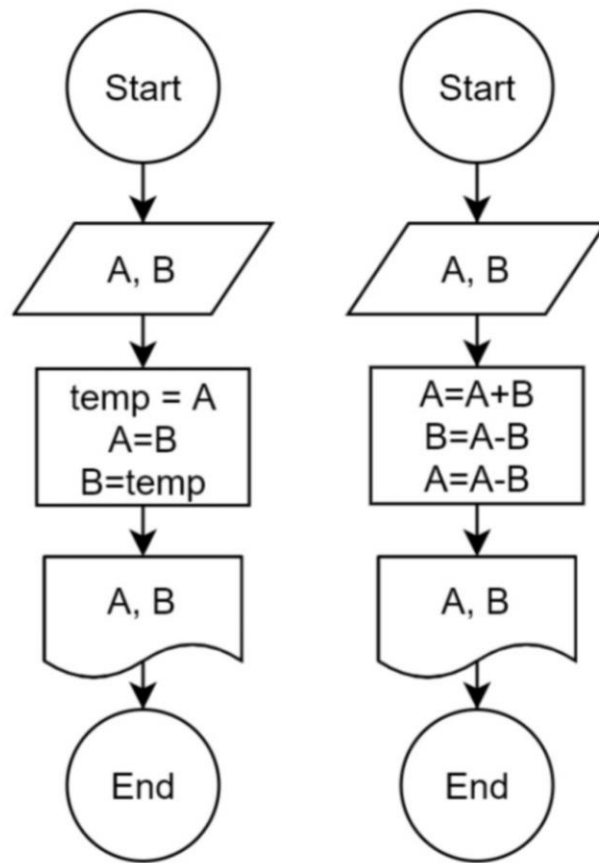 Start
A, B
temp = A
A=B
B=temp
A, B
End
Start
A, B
A=A+B
B=A-B
A=A-B
A, B
End